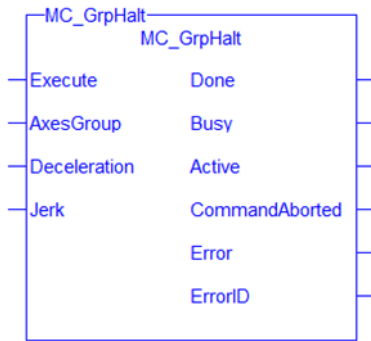 MC_GrpHalt
MC_GrpHalt
Execute Done
AxesGroup Busy
Deceleration Active
Jerk CommandAborted
Error
ErrorID